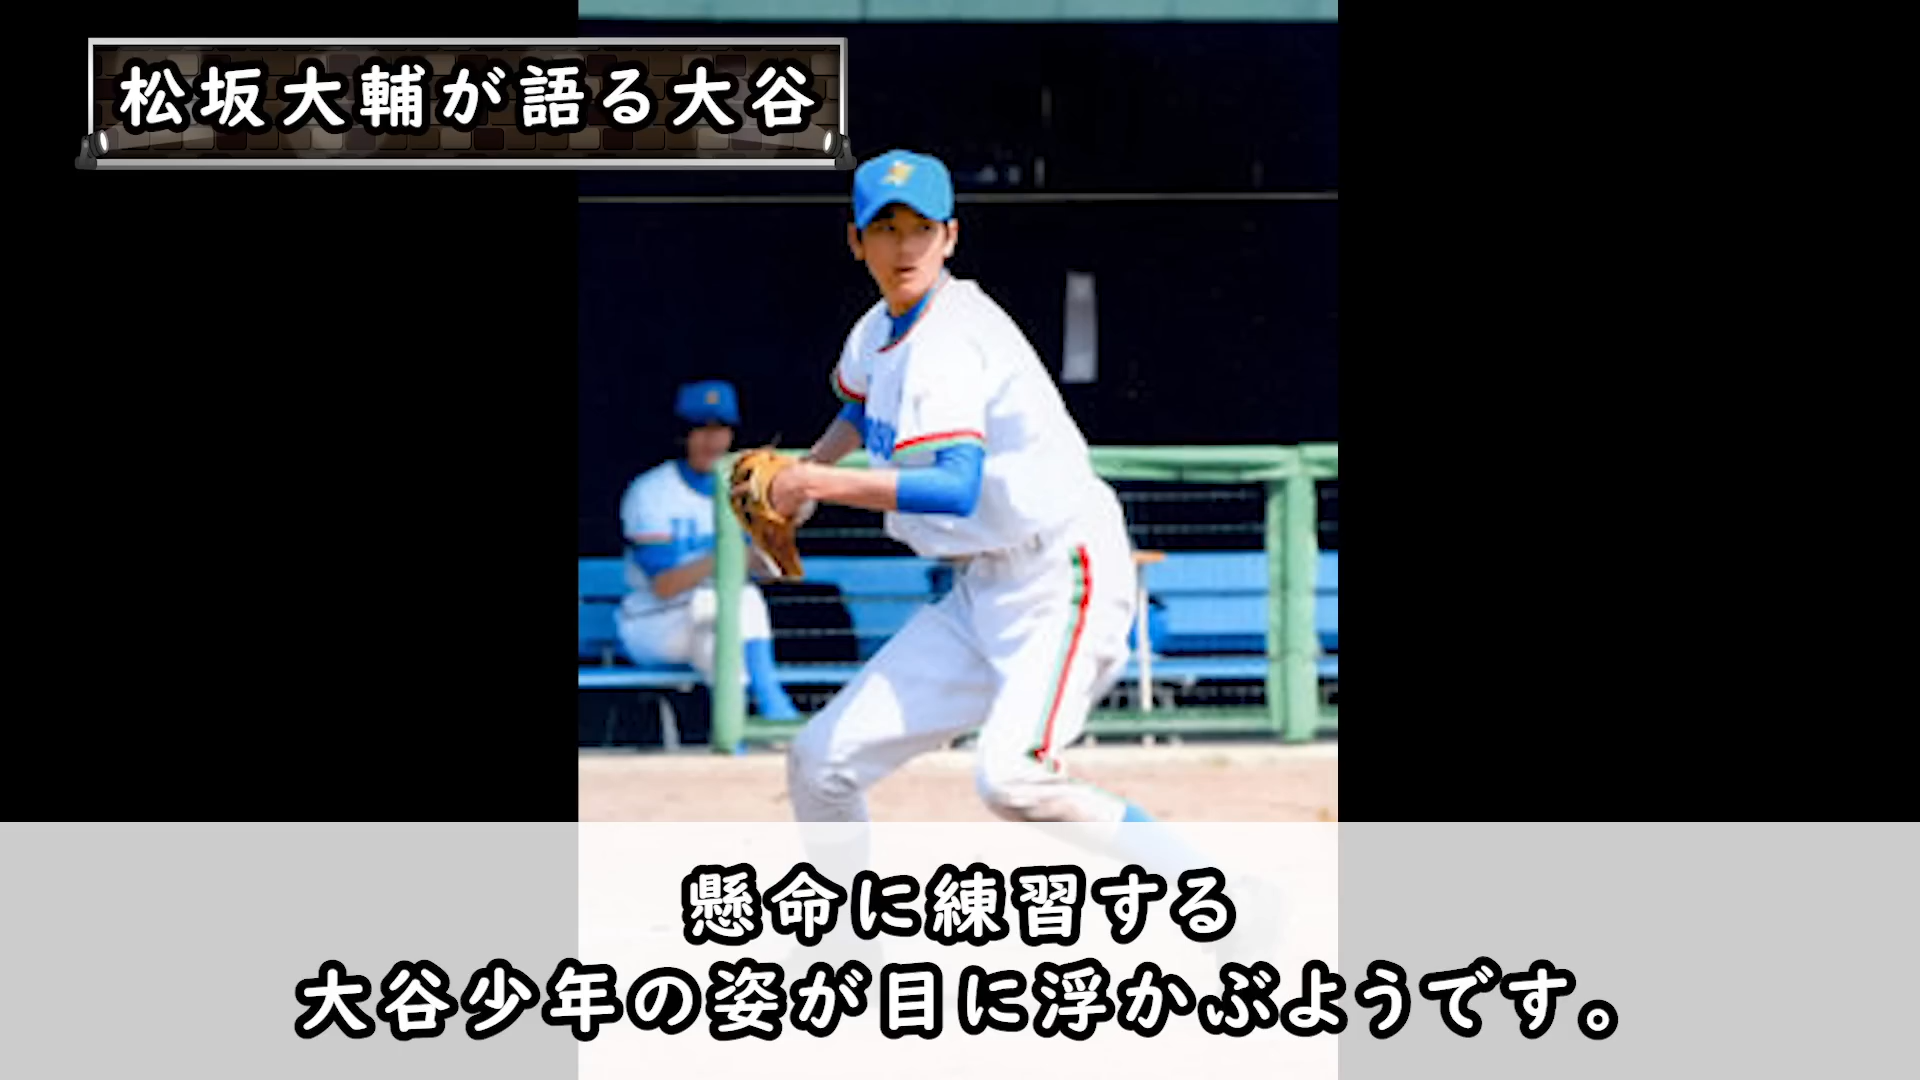 松坂大輔が語る大谷
懸命に練習する
大谷少年の姿が目に浮かぶようです。